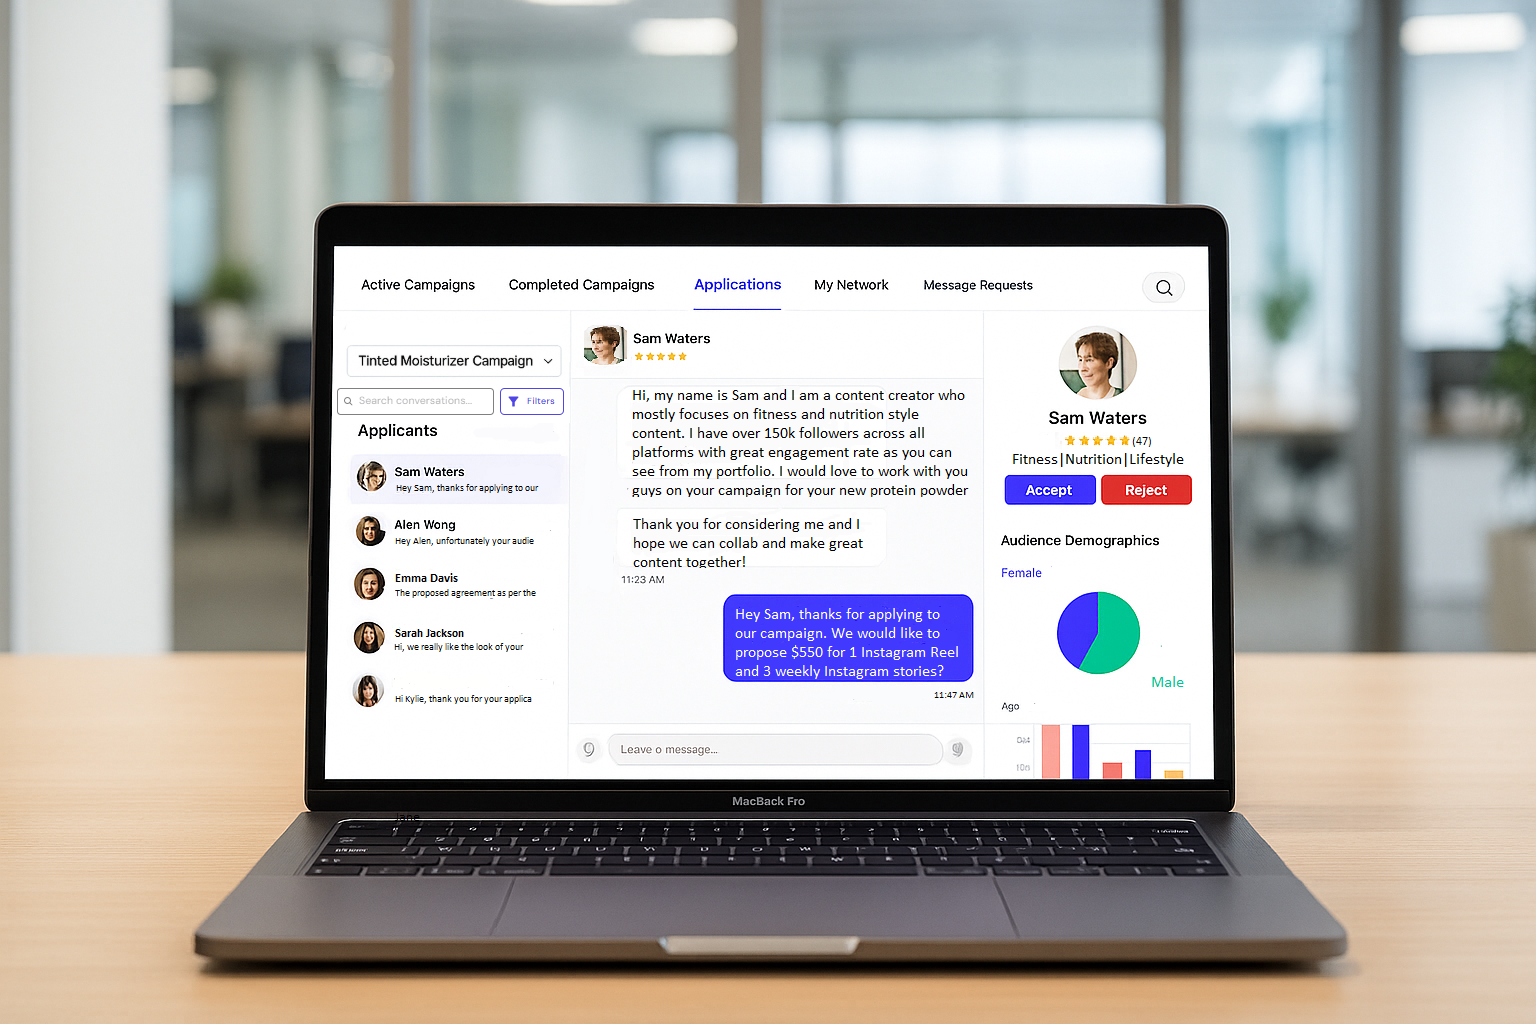 Active Campaigns
Completed Campaigns
Applications
My Network
Message Requests
Tinted Moisturizer Campaign
Search conversations...
Filters
Applicants
Sam Waters
Hey Sam, thanks for applying to our
Alen Wong
Hey Alen, unfortunately your audie
Emma Davis
The proposed agreement as per the
Sarah Jackson
Hi, we really like the look of your
Hi Kylie, thank you for your applica
Sam Waters
Hi, my name is Sam and I am a content creator who
mostly focuses on fitness and nutrition style
content. I have over 150k followers across all
platforms with great engagement rate as you can
see from my portfolio. I would love to work with you
guys on your campaign for your new protein powder
Thank you for considering me and I
hope we can collab and make great
content together!
11:23 AM
Hey Sam, thanks for applying to
our campaign. We would like to
propose $550 for 1 Instagram Reel
and 3 weekly Instagram stories?
11:47 AM
Leave o message...
Sam Waters
(47)
Fitness|Nutrition|Lifestyle
Accept
Reject
Audience Demographics
Female
Male
Ago
MacBack Fro
Jane